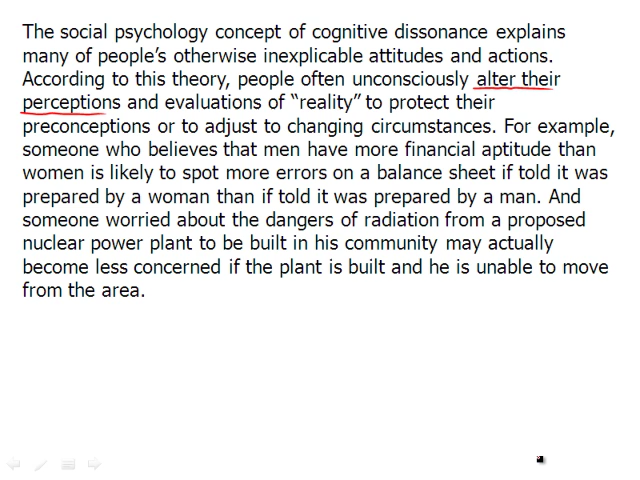 The social psychology concept of cognitive dissonance explains
many of people's otherwise inexplicable attitudes and actions.
According to this theory, people often unconsciously alter their
perceptions and evaluations of “reality” to protect their
preconceptions or to adjust to changing circumstances. For example,
someone who believes that men have more financial aptitude than
women is likely to spot more errors on a balance sheet if told it was
prepared by a woman than if told it was prepared by a man. And
someone worried about the dangers of radiation from a proposed
nuclear power plant to be built in his community may actually
become less concerned if the plant is built and he is unable to move
from the area.